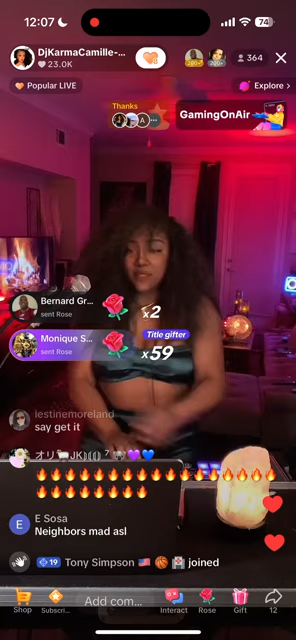 12:07
74
DjKarmaCamille-...
23.0K
364
Popular LIVE
Explore >
Thanks
A
GamingOnAir
Bernard Gr...
sent Rose
x2
Title gifter
Monique S...
sent Rose
x59
lestinemoreland
say get it
E Sosa
Neighbors mad asl
19 Tony Simpson joined
Shop
Subscri...
Add com...
Interact
Rose
Gift
12